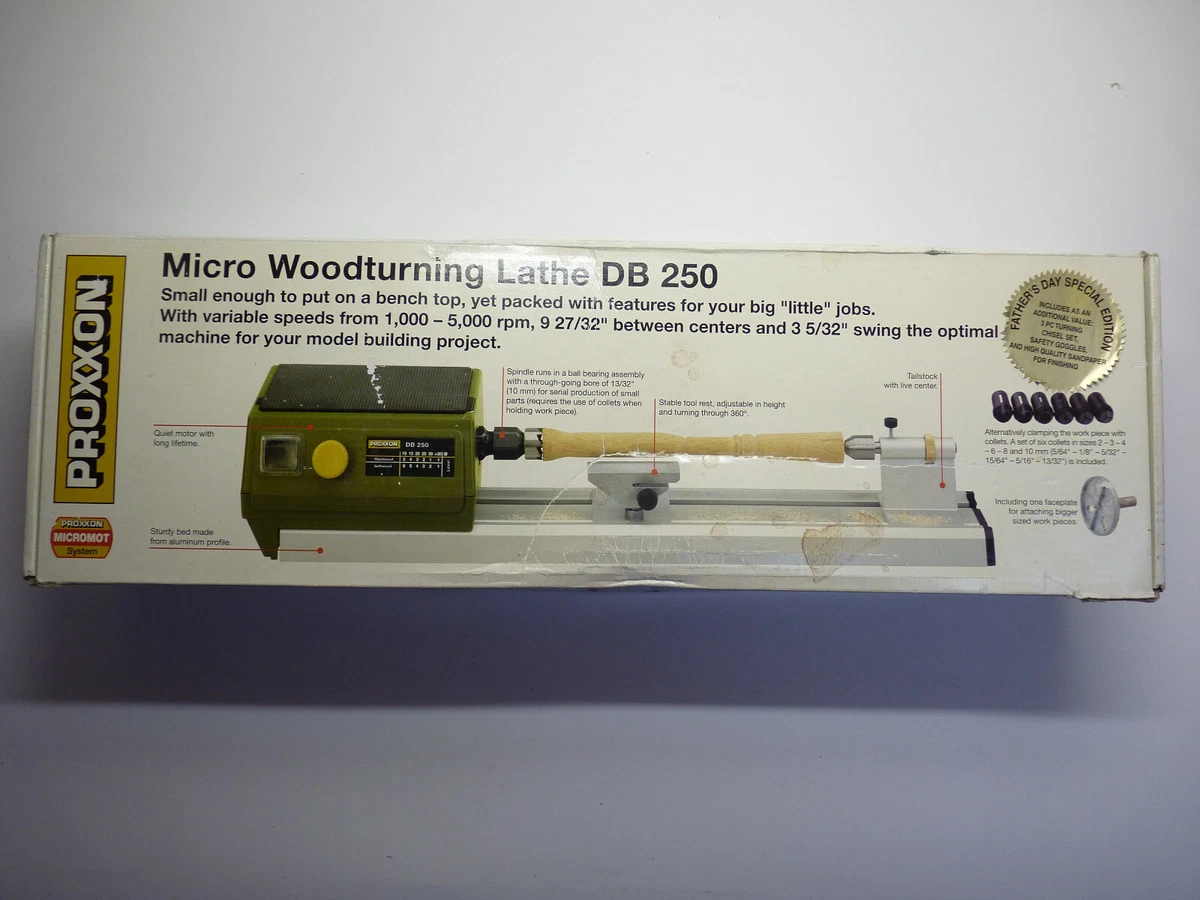 PROXXON
Micro Woodturning Lathe DB 250
Small enough to put on a bench top, yet packed with features for your big "little" jobs.
With variable speeds from 1,000 – 5,000 rpm, 9 27/32" between centers and 3 5/32" swing the optimal
machine for your model building project.
FATHER'S DAY SPECIAL EDITION
INCLUDES AS AN
ADDITIONAL VALUE:
3 PC TURNING
CHISEL SET,
SAFETY GOGGLES,
AND HIGH QUALITY SANDPAPER
FOR FINISHING
Spindle runs in a ball bearing assembly
with a through-going bore of 13/32"
(10 mm) for serial production of small
parts (requires the use of collets when
holding work piece).
Stable tool rest, adjustable in height
and turning through 360°.
Tailstock
with live center.
Quiet motor with
long lifetime.
PROXXON DB 250
Alternatively clamping the work piece with
collets. A set of six collets in sizes 2 – 3 – 4
– 6 – 8 and 10 mm (5/64" – 1/8" – 5/32" –
15/64" – 5/16" – 13/32") is included.
Including one faceplate
for attaching bigger
sized work pieces.
Sturdy bed made
from aluminum profile.
PROXXON
MICROMOT
System